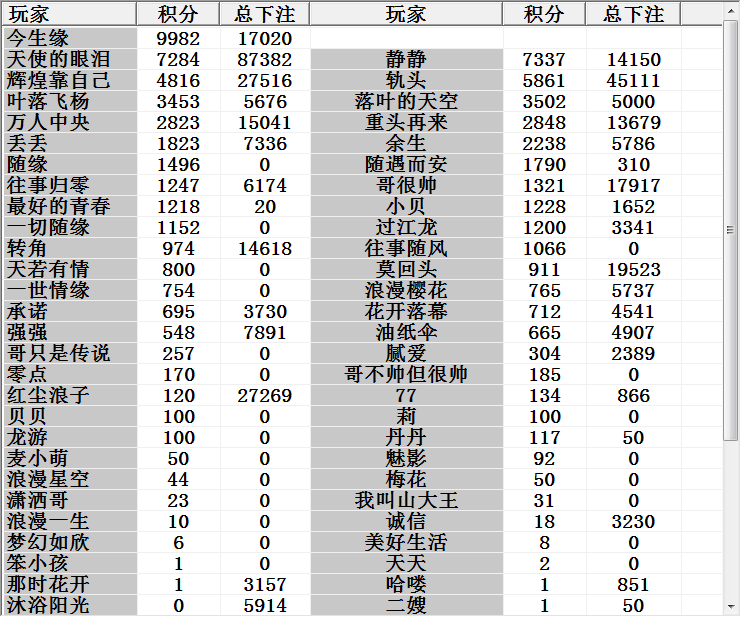 玩家 积分 总下注 玩家 积分 总下注
今生缘 9982 17020
天使的眼泪 7284 87382 静静 7337 14150
辉煌靠自己 4816 27516 轨头 5861 45111
叶落飞杨 3453 5676 落叶的天空 3502 5000
万人中央 2823 15041 重头再来 2848 13679
丢丢 1823 7336 余生 2238 5786
随缘 1496 0 随遇而安 1790 310
往事归零 1247 6174 哥很帅 1321 17917
最好的青春 1218 20 小贝 1228 1652
一切随缘 1152 0 过江龙 1200 3341
转角 974 14618 往事随风 1066 0
天若有情 800 0 莫回头 911 19523
一世情缘 754 0 浪漫樱花 765 5737
承诺 695 3730 花开落幕 712 4541
强强 548 7891 油纸伞 665 4907
哥只是传说 257 0 腻爱 304 2389
零点 170 0 哥不帅但很帅 185 0
红尘浪子 120 27269 77 134 866
贝贝 100 0 莉 100 0
龙游 100 0 丹丹 117 50
麦小萌 50 0 魅影 92 0
浪漫星空 44 0 梅花 50 0
潇洒哥 23 0 我叫山大王 31 0
浪漫一生 10 0 诚信 18 3230
梦幻如欣 6 0 美好生活 8 0
笨小孩 1 0 天天 2 0
那时花开 1 3157 哈喽 1 851
沐浴阳光 0 5914 二嫂 1 50